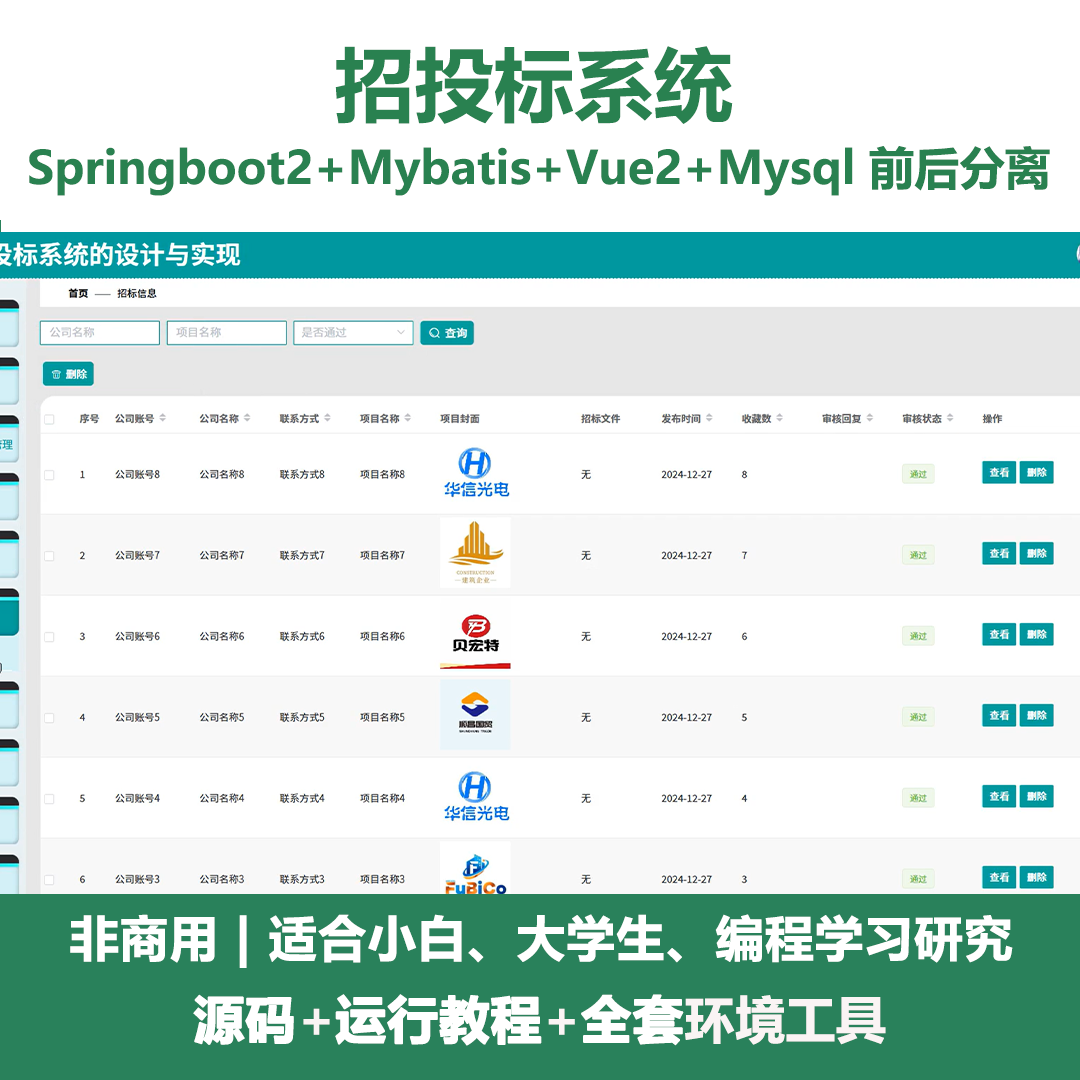 招投标系统
Springboot2+Mybatis+Vue2+Mysql 前后分离
投标系统的设计与实现
首页 —— 招标信息
公司名称 项目名称 是否通过 查询
删除
序号 公司账号 公司名称 联系方式 项目名称 项目封面 招标文件 发布时间 收藏数 审核回复 审核状态 操作
1 公司账号8 公司名称8 联系方式8 项目名称8 华信光电 无 2024-12-27 8 通过 查看 删除
管理
2 公司账号7 公司名称7 联系方式7 项目名称7 CONSTRUCTION 建筑企业 无 2024-12-27 7 通过 查看 删除
3 公司账号6 公司名称6 联系方式6 项目名称6 贝宏特 无 2024-12-27 6 通过 查看 删除
4 公司账号5 公司名称5 联系方式5 项目名称5 无 2024-12-27 5 通过 查看 删除
5 公司账号4 公司名称4 联系方式4 项目名称4 华信光电 无 2024-12-27 4 通过 查看 删除
6 公司账号3 公司名称3 联系方式3 项目名称3 FuBiCo 无 2024-12-27 3 通过 查看 删除
非商用｜适合小白、大学生、编程学习研究
源码+运行教程+全套环境工具